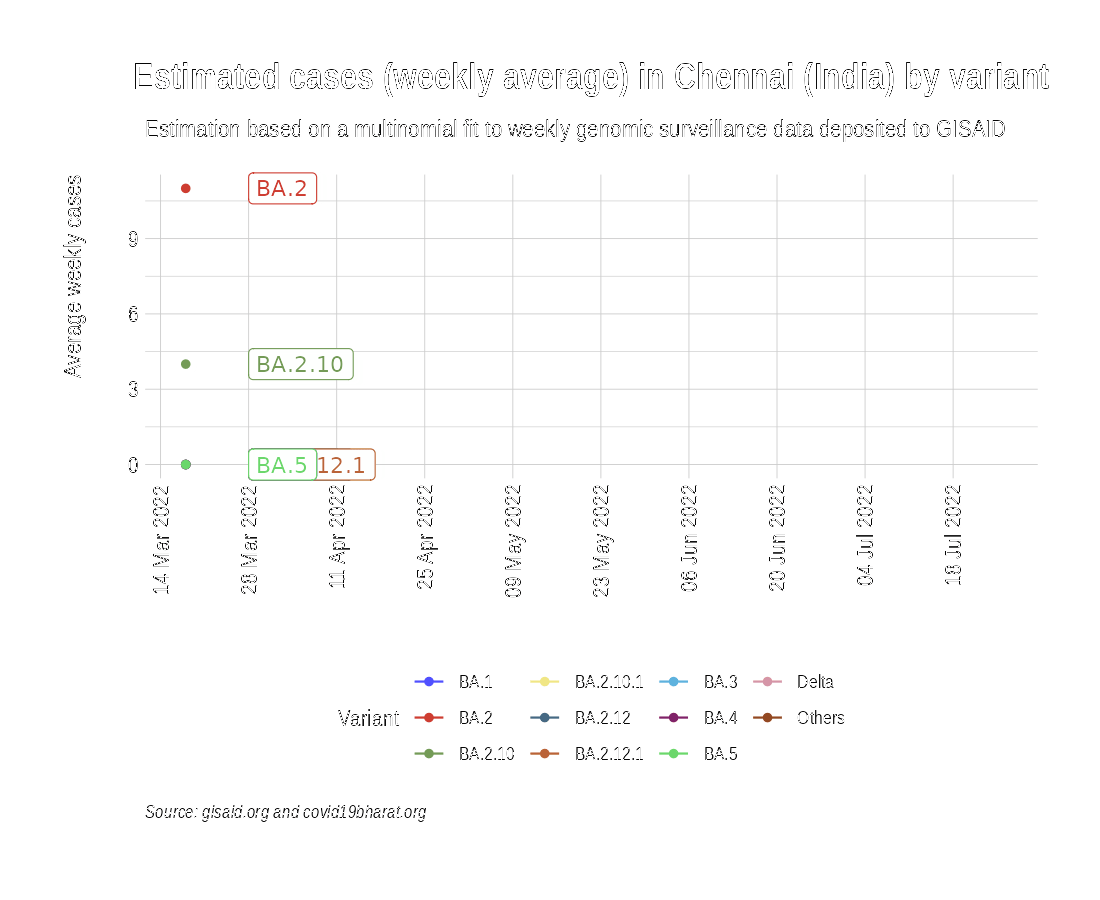 Estimated cases (weekly average) in Chennai (India) by variant
Estimation based on a multinomial fit to weekly genomic surveillance data deposited to GISAID
Average weekly cases
9
6
3
0
BA.2
BA.2.10
BA.5
12.1
14 Mar 2022
28 Mar 2022
11 Apr 2022
25 Apr 2022
09 May 2022
23 May 2022
06 Jun 2022
20 Jun 2022
04 Jul 2022
18 Jul 2022
Variant
BA.1
BA.2
BA.2.10
BA.2.10.1
BA.2.12
BA.2.12.1
BA.3
BA.4
BA.5
Delta
Others
Source: gisaid.org and covid19bharat.org